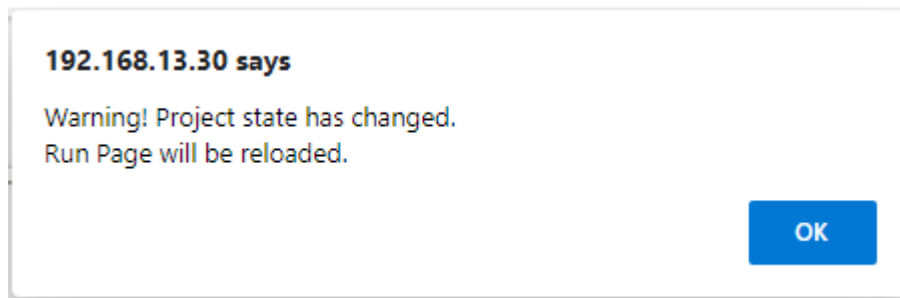 192.168.13.30 says
Warning! Project state has changed.
Run Page will be reloaded.
OK